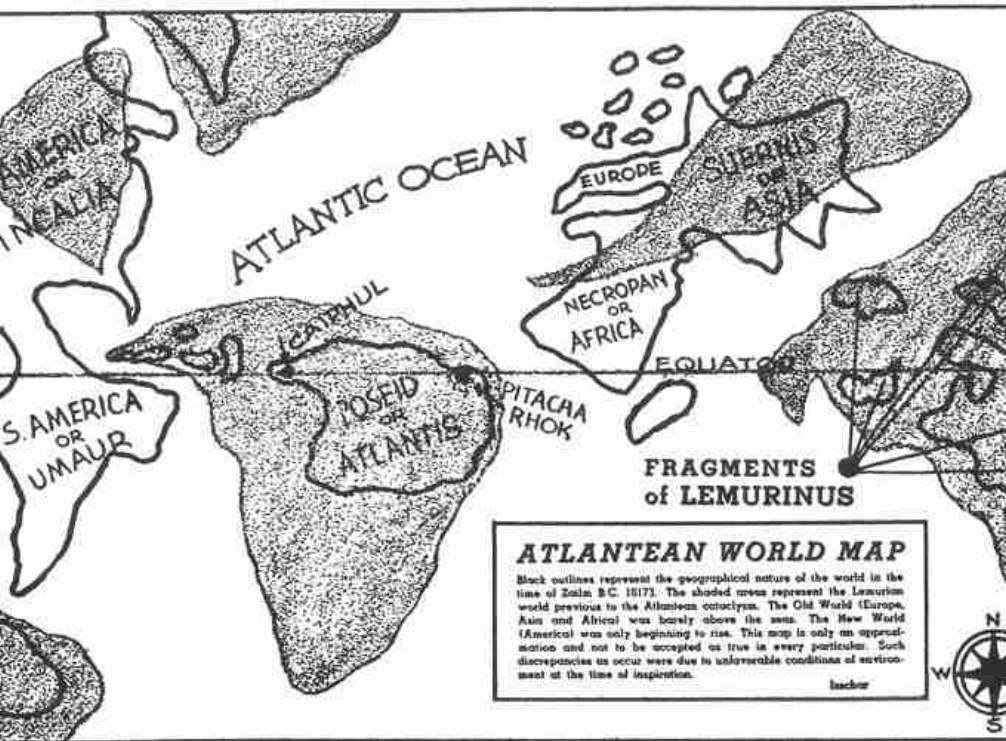 AMERICA
OR
INCALIA
ATLANTIC OCEAN
EUROPE
SUERNIS
OR
ASIA
NECROPAN
OR
AFRICA
CAIPHUL
EQUATOR
S. AMERICA
OR
UMAUR
POSEID
OR
ATLANTIS
PITACHA
RHOK
FRAGMENTS
of LEMURINUS
ATLANTEAN WORLD MAP
Black outlines represent the geographical nature of the world in the
time of Zailm B.C. 18173. The shaded areas represent the Lemurian
world previous to the Atlantean cataclysm. The Old World (Europe,
Asia and Africa) was barely above the seas. The New World
(America) was only beginning to rise. This map is only an approxi-
mation and not to be accepted as true in every particular. Such
discrepancies as occur were due to unfavorable conditions of environ-
ment at the time of inspiration.
N
W
S